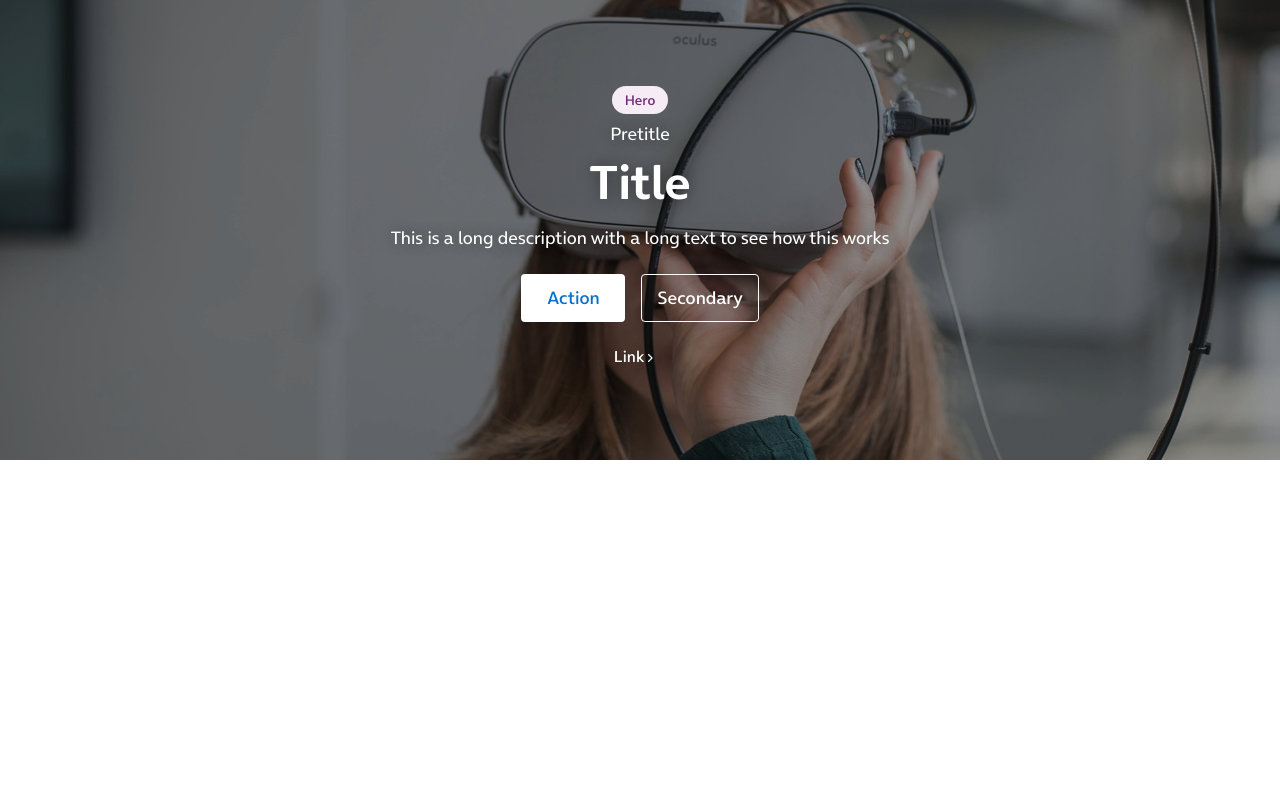 oculus
Hero
Pretitle
Title
This is a long description with a long text to see how this works
Action
Secondary
Link